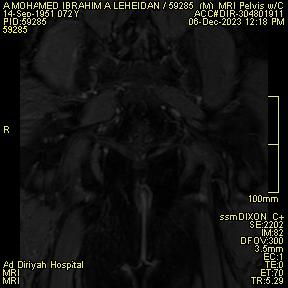 A MOHAMED IBRAHIM A LEHEIDAN / 59285 (M) MRI Pelvis w/C
14-Sep-1951 072Y ACC#DIR-304801911
PID:59285 06-Dec-2023 12:18 PM
59285
R
100mm
ssmDIXON_C+
SE:2202
IM:82
DFOV:300
3.5mm
EC:1
Ad Diriyah Hospital TE:0
MRI ET:70
MRI TR:5.29